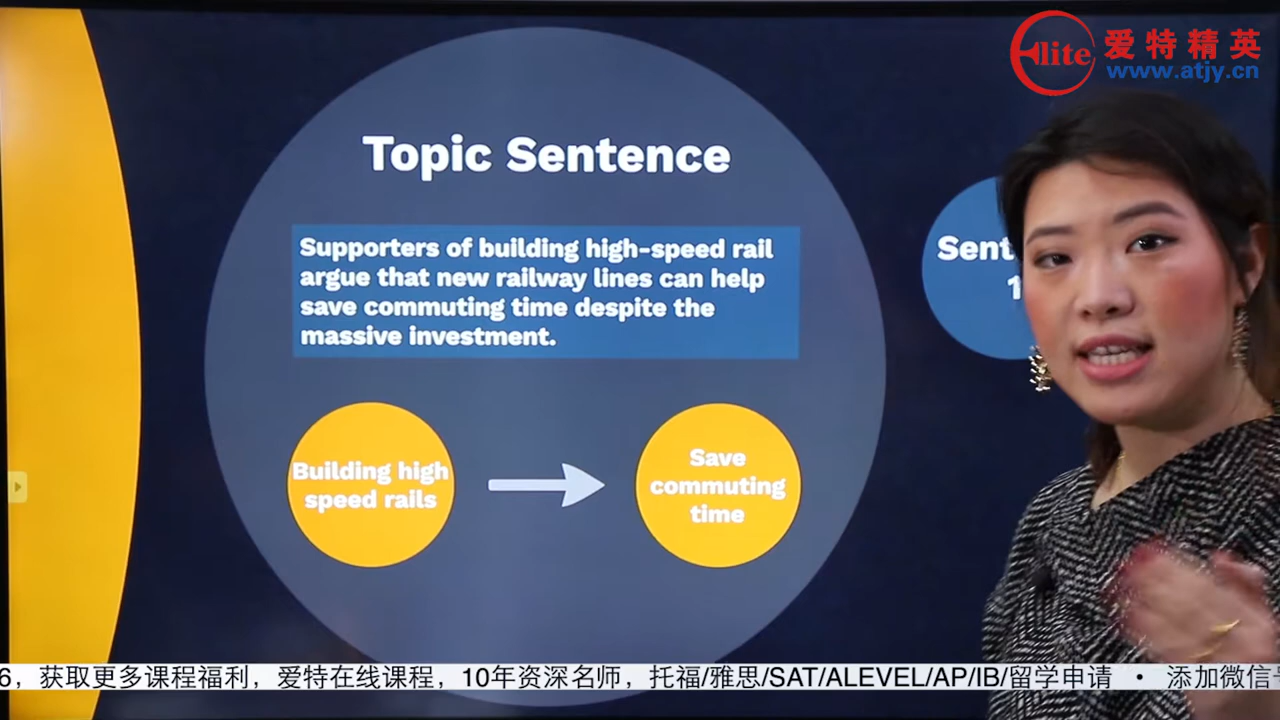 Elite
爱特精英
www.atjy.cn
Topic Sentence
Supporters of building high-speed rail
argue that new railway lines can help
save commuting time despite the
massive investment.
Sent
1
Building high
speed rails
Save
commuting
time
6，获取更多课程福利，爱特在线课程，10年资深名师，托福/雅思/SAT/ALEVEL/AP/IB/留学申请 • 添加微信